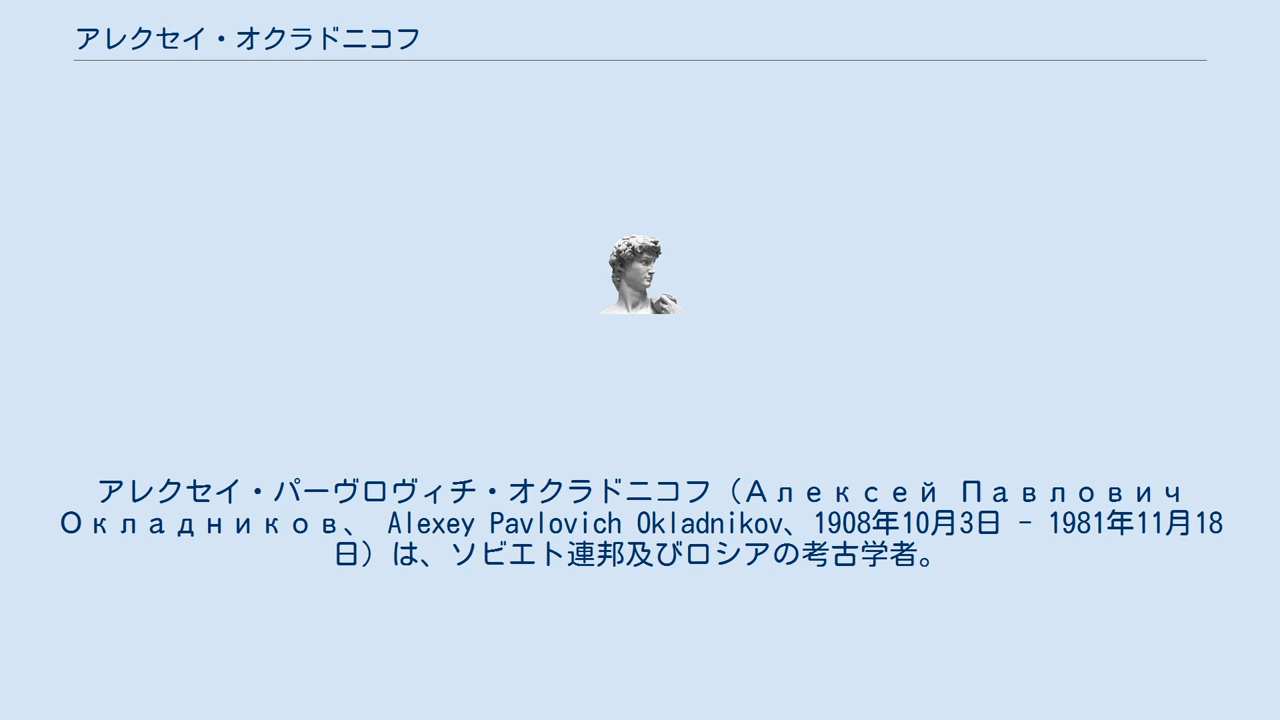 アレクセイ・オクラドニコフ
アレクセイ・パーヴロヴィチ・オクラドニコフ（Алексей Павлович
Окладников、 Alexey Pavlovich Okladnikov、1908年10月3日 - 1981年11月18
日）は、ソビエト連邦及びロシアの考古学者。